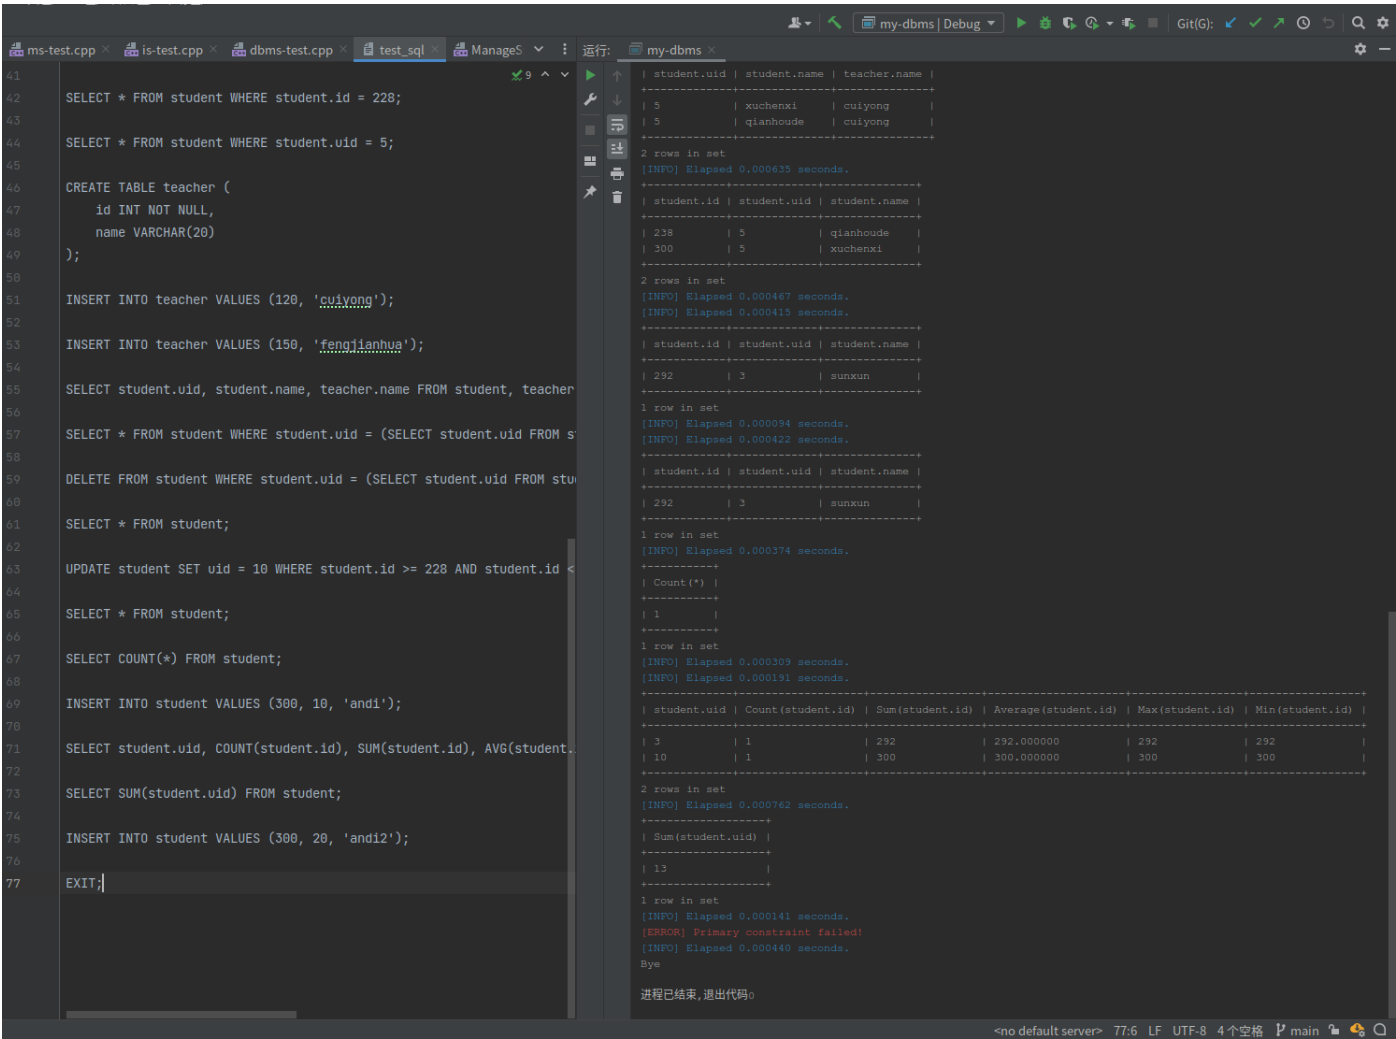 my-dbms | Debug
Git(G):
ms-test.cpp
is-test.cpp
dbms-test.cpp
test_sql
ManageS
运行:
my-dbms
9
41
42 SELECT * FROM student WHERE student.id = 228;
43
44 SELECT * FROM student WHERE student.uid = 5;
45
46 CREATE TABLE teacher (
47 id INT NOT NULL,
48 name VARCHAR(20)
49 );
50
51 INSERT INTO teacher VALUES (120, 'cuiyong');
52
53 INSERT INTO teacher VALUES (150, 'fengjianhua');
54
55 SELECT student.uid, student.name, teacher.name FROM student, teacher
56
57 SELECT * FROM student WHERE student.uid = (SELECT student.uid FROM s
58
59 DELETE FROM student WHERE student.uid = (SELECT student.uid FROM stu
60
61 SELECT * FROM student;
62
63 UPDATE student SET uid = 10 WHERE student.id >= 228 AND student.id <
64
65 SELECT * FROM student;
66
67 SELECT COUNT(*) FROM student;
68
69 INSERT INTO student VALUES (300, 10, 'andi');
70
71 SELECT student.uid, COUNT(student.id), SUM(student.id), AVG(student.
72
73 SELECT SUM(student.uid) FROM student;
74
75 INSERT INTO student VALUES (300, 20, 'andi2');
76
77 EXIT;
| student.uid | student.name | teacher.name |
+-------------+--------------+--------------+
| 5 | xuchenxi | cuiyong |
| 5 | qianhoude | cuiyong |
+-------------+--------------+--------------+
2 rows in set
[INFO] Elapsed 0.000635 seconds.
+------------+-------------+--------------+
| student.id | student.uid | student.name |
+------------+-------------+--------------+
| 238 | 5 | qianhoude |
| 300 | 5 | xuchenxi |
+------------+-------------+--------------+
2 rows in set
[INFO] Elapsed 0.000467 seconds.
[INFO] Elapsed 0.000415 seconds.
+------------+-------------+--------------+
| student.id | student.uid | student.name |
+------------+-------------+--------------+
| 292 | 3 | sunxun |
+------------+-------------+--------------+
1 row in set
[INFO] Elapsed 0.000094 seconds.
[INFO] Elapsed 0.000422 seconds.
+------------+-------------+--------------+
| student.id | student.uid | student.name |
+------------+-------------+--------------+
| 292 | 3 | sunxun |
+------------+-------------+--------------+
1 row in set
[INFO] Elapsed 0.000374 seconds.
+----------+
| Count(*) |
+----------+
| 1 |
+----------+
1 row in set
[INFO] Elapsed 0.000309 seconds.
[INFO] Elapsed 0.000191 seconds.
+-------------+-------------------+-----------------+---------------------+-----------------+-----------------+
| student.uid | Count(student.id) | Sum(student.id) | Average(student.id) | Max(student.id) | Min(student.id) |
+-------------+-------------------+-----------------+---------------------+-----------------+-----------------+
| 3 | 1 | 292 | 292.000000 | 292 | 292 |
| 10 | 1 | 300 | 300.000000 | 300 | 300 |
+-------------+-------------------+-----------------+---------------------+-----------------+-----------------+
2 rows in set
[INFO] Elapsed 0.000762 seconds.
+------------------+
| Sum(student.uid) |
+------------------+
| 13 |
+------------------+
1 row in set
[INFO] Elapsed 0.000141 seconds.
[ERROR] Primary constraint failed!
[INFO] Elapsed 0.000440 seconds.
Bye
进程已结束,退出代码0
<no default server> 77:6 LF UTF-8 4个空格 main